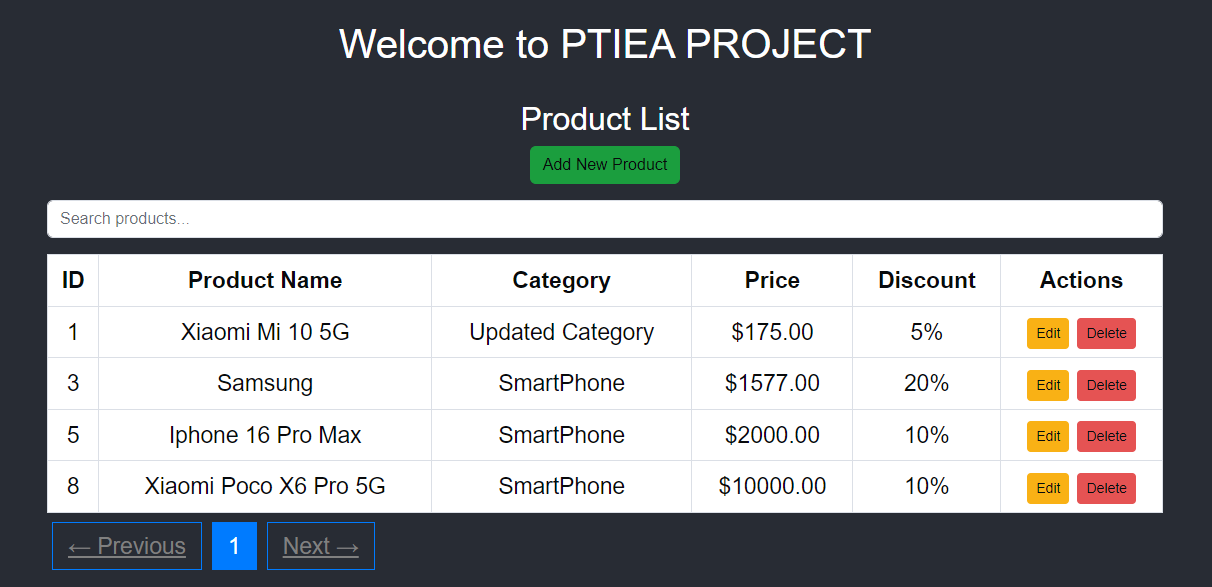 Welcome to PTIEA PROJECT
Product List
Add New Product
Search products...
ID Product Name Category Price Discount Actions
1 Xiaomi Mi 10 5G Updated Category $175.00 5% Edit Delete
3 Samsung SmartPhone $1577.00 20% Edit Delete
5 Iphone 16 Pro Max SmartPhone $2000.00 10% Edit Delete
8 Xiaomi Poco X6 Pro 5G SmartPhone $10000.00 10% Edit Delete
← Previous 1 Next →